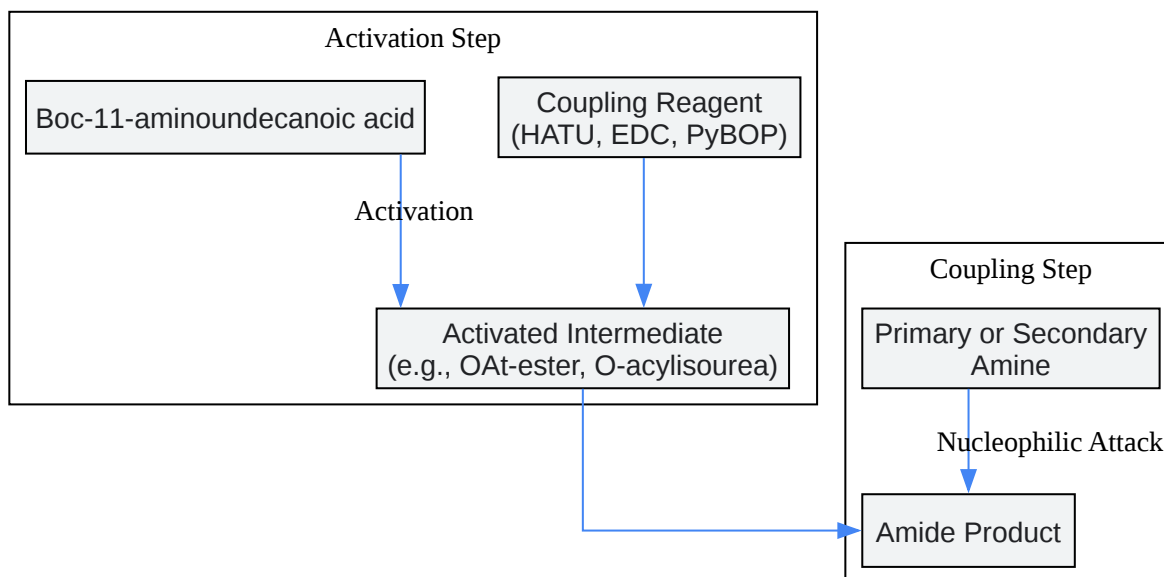 Activation Step
Boc-11-aminoundecanoic acid
Coupling Reagent
(HATU, EDC, PyBOP)
Activation
Activated Intermediate
(e.g., OAt-ester, O-acylisourea)
Coupling Step
Primary or Secondary
Amine
Nucleophilic Attack
Amide Product